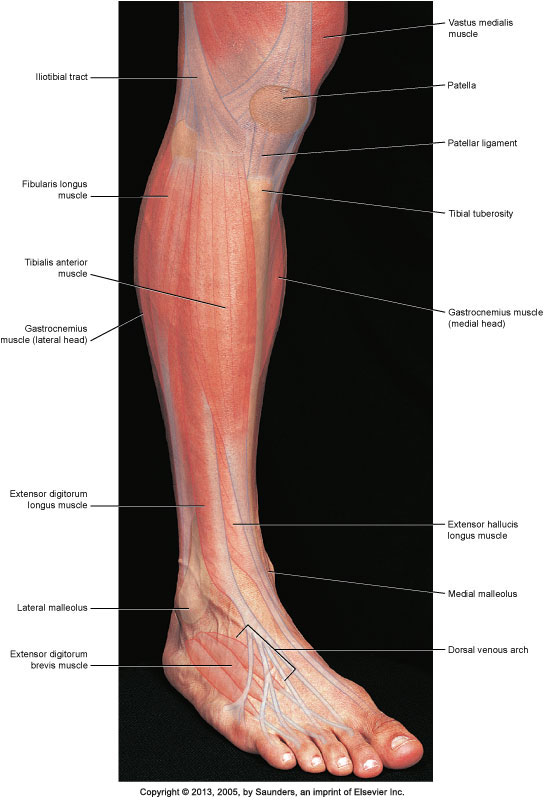 Vastus medialis
muscle
Iliotibial tract
Patella
Patellar ligament
Fibularis longus
muscle
Tibial tuberosity
Tibialis anterior
muscle
Gastrocnemius muscle
(medial head)
Gastrocnemius
muscle (lateral head)
Extensor digitorum
longus muscle
Extensor hallucis
longus muscle
Medial malleolus
Lateral malleolus
Dorsal venous arch
Extensor digitorum
brevis muscle
Copyright © 2013, 2005, by Saunders, an imprint of Elsevier Inc.